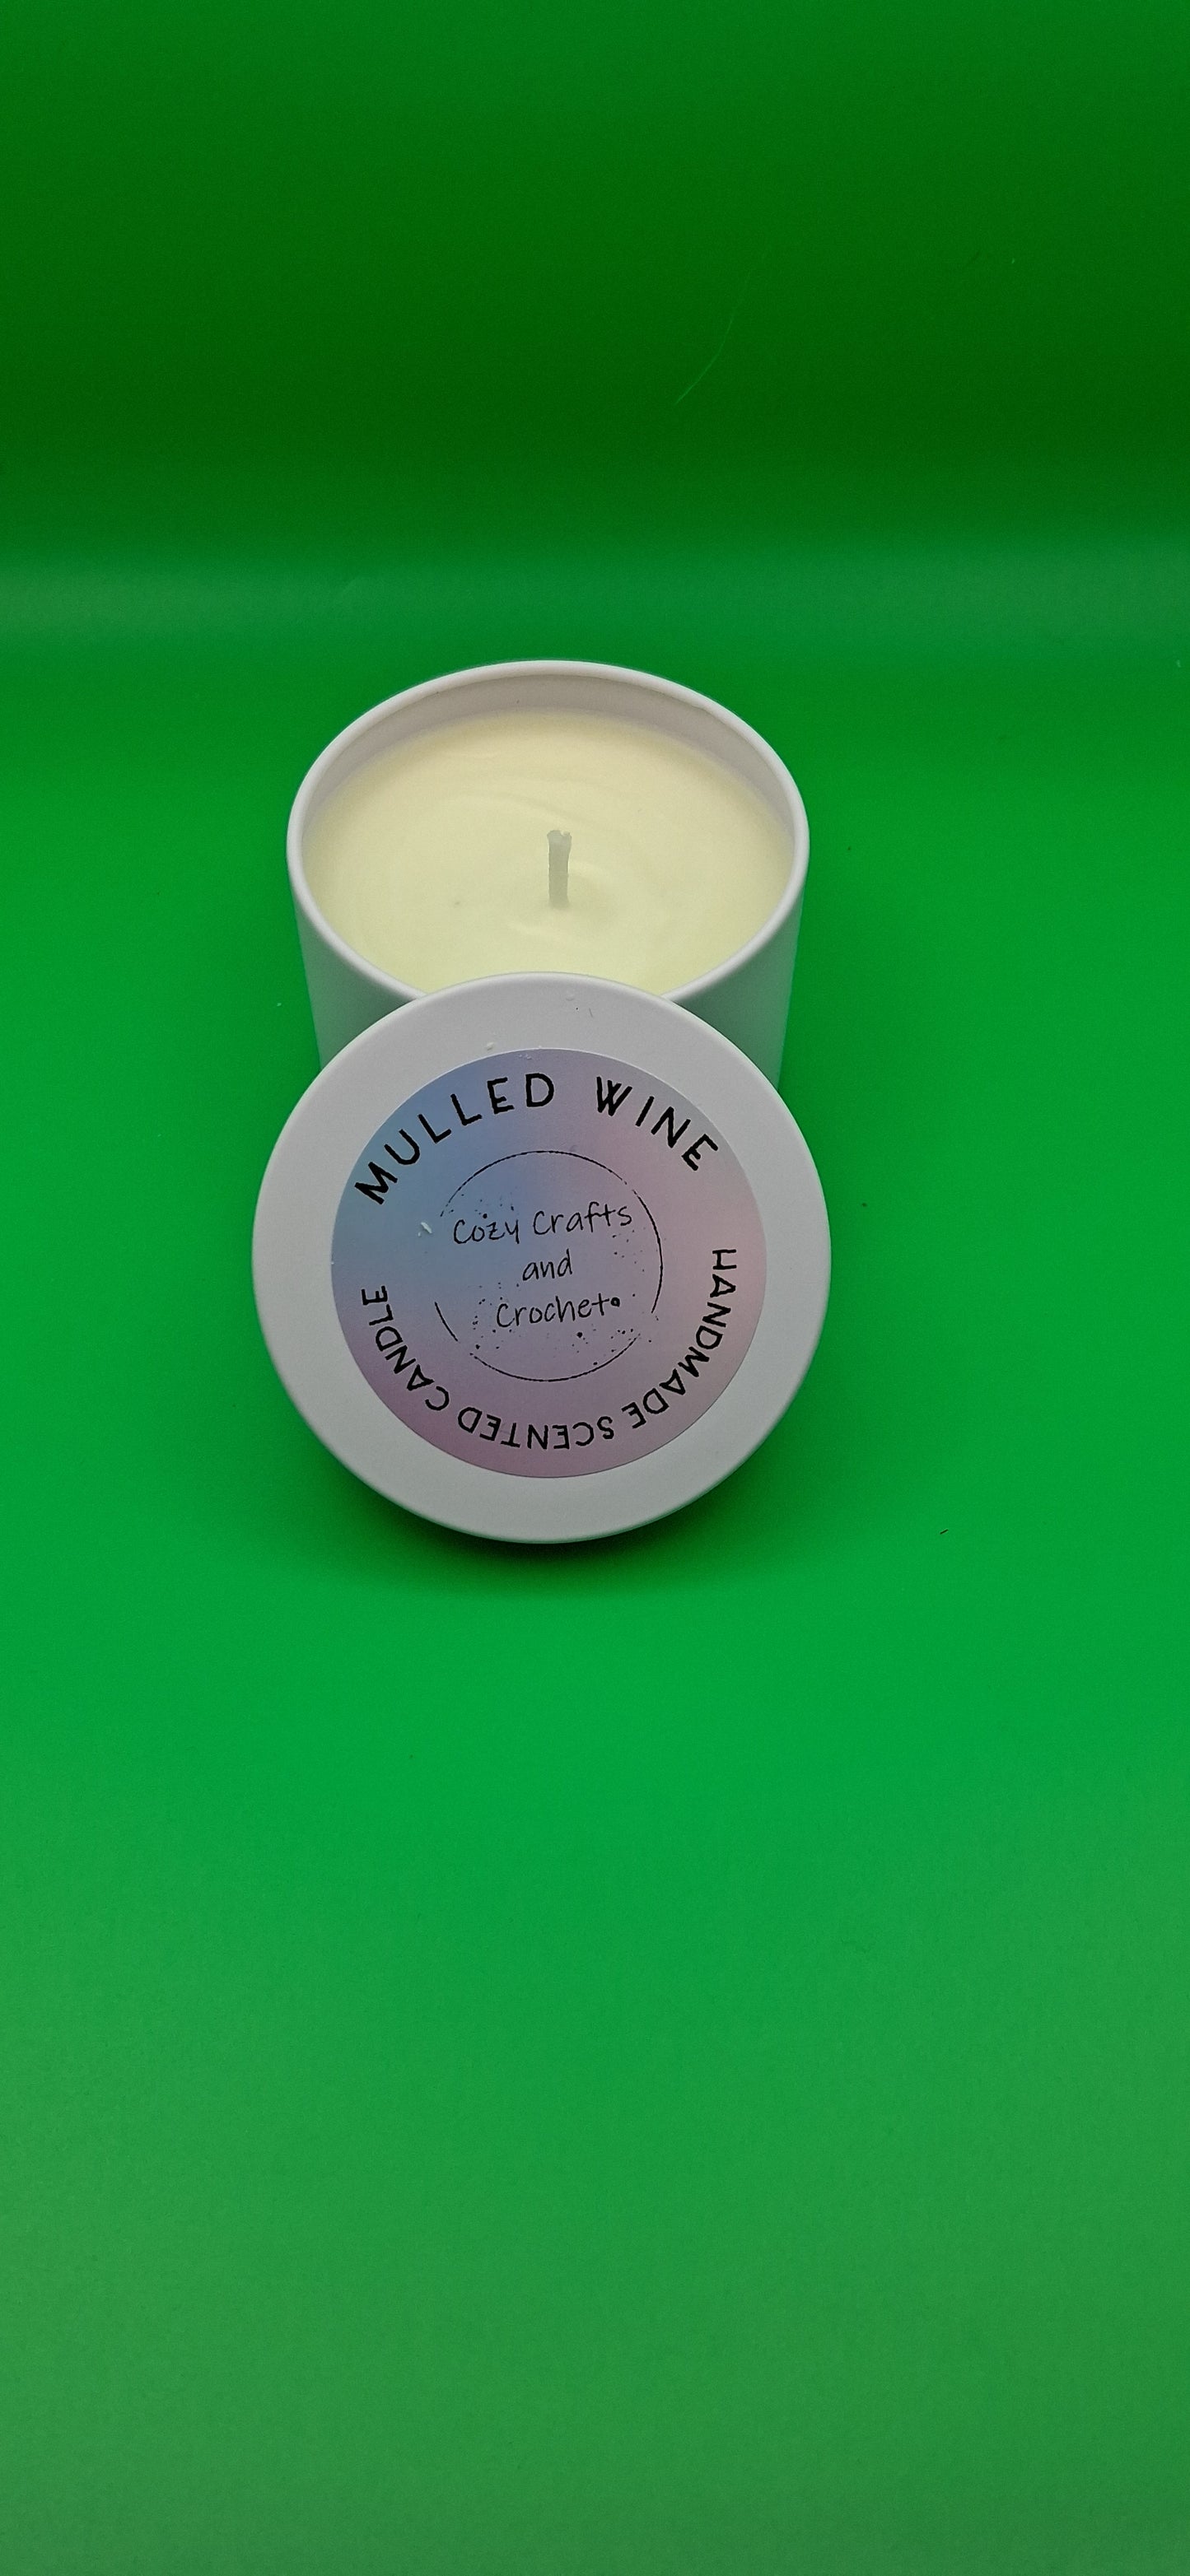 MULLED WINE
Cozy Crafts
and
Crochet
HANDMADE SCENTED CANDLE